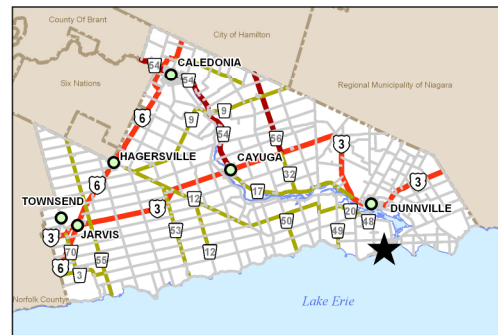 County Of Brant
City of Hamilton
54
CALEDONIA
54
Six Nations
Regional Municipality of Niagara
6
9
9
54
56
3
HAGERSVILLE
CAYUGA
32
6
17
3
12
TOWNSEND
3
20
DUNNVILLE
50
48
3
JARVIS
53
49
70
12
6
3
55
Norfolk County
Lake Erie